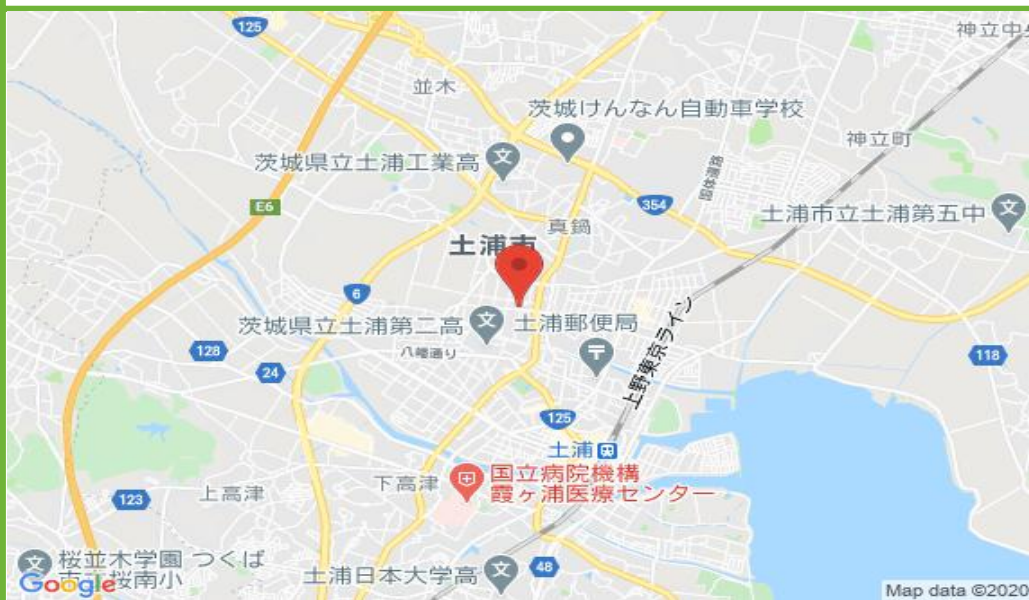 125
神立中央
並木
茨城けんなん自動車学校
神立町
茨城県立土浦工業高
E6
354
真鍋
土浦市立土浦第五中
土浦市
6
茨城県立土浦第二高
土浦郵便局
上野東京ライン
128
八幡通り
118
24
125
土浦
国立病院機構
霞ヶ浦医療センター
下高津
上高津
123
桜並木学園 つくば
桜南小
土浦日本大学高
48
Google
Map data ©2020